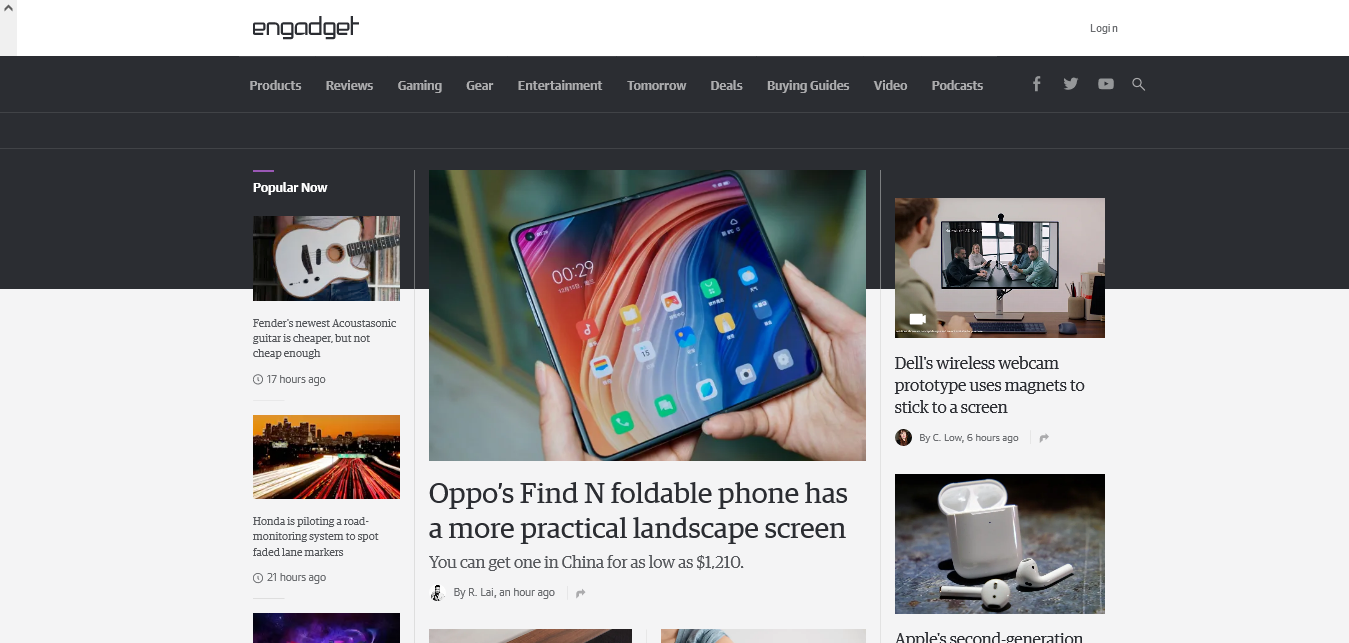 engadget
Login
Products Reviews Gaming Gear Entertainment Tomorrow Deals Buying Guides Video Podcasts
Popular Now
Fender's newest Acoustasonic
guitar is cheaper, but not
cheap enough
17 hours ago
Honda is piloting a road-
monitoring system to spot
faded lane markers
21 hours ago
00:29
15
Oppo's Find N foldable phone has
a more practical landscape screen
You can get one in China for as low as $1,210.
By R. Lai, an hour ago
Dell's wireless webcam
prototype uses magnets to
stick to a screen
By C. Low, 6 hours ago
Apple's second-generation